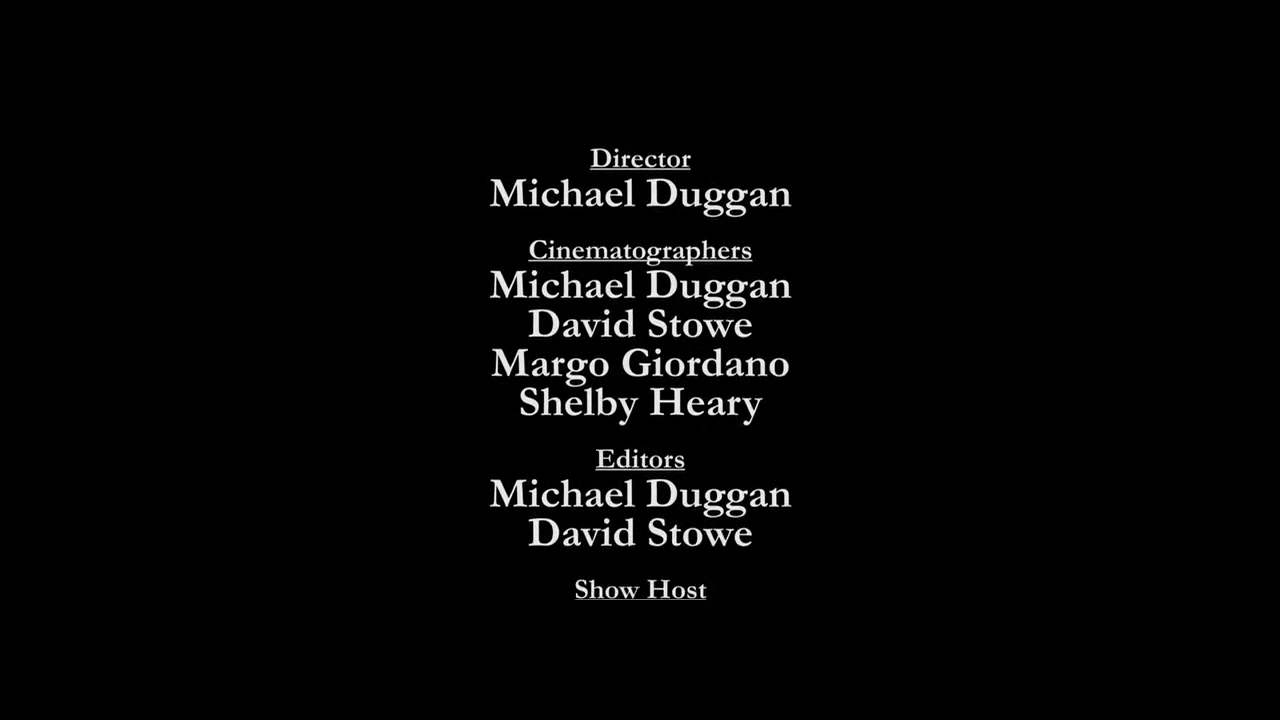 Director
Michael Duggan
Cinematographers
Michael Duggan
David Stowe
Margo Giordano
Shelby Heary
Editors
Michael Duggan
David Stowe
Show Host